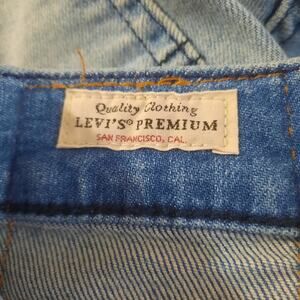 Quality Clothing
LEVI'S® PREMIUM
SAN FRANCISCO, CAL.